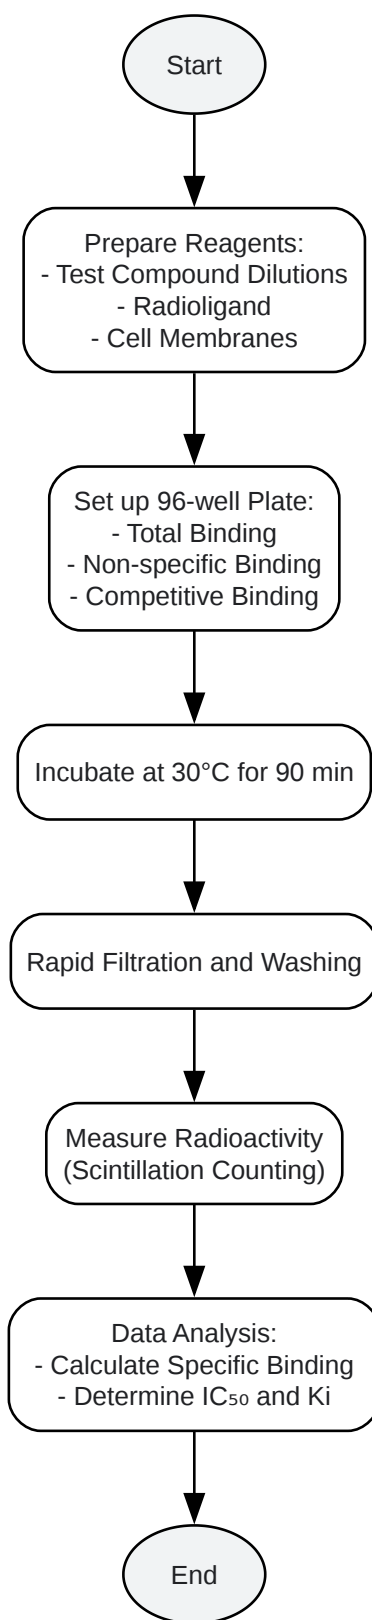 Start
Prepare Reagents:
- Test Compound Dilutions
- Radioligand
- Cell Membranes
Set up 96-well Plate:
- Total Binding
- Non-specific Binding
- Competitive Binding
Incubate at 30°C for 90 min
Rapid Filtration and Washing
Measure Radioactivity
(Scintillation Counting)
Data Analysis:
- Calculate Specific Binding
- Determine IC₅₀ and Ki
End